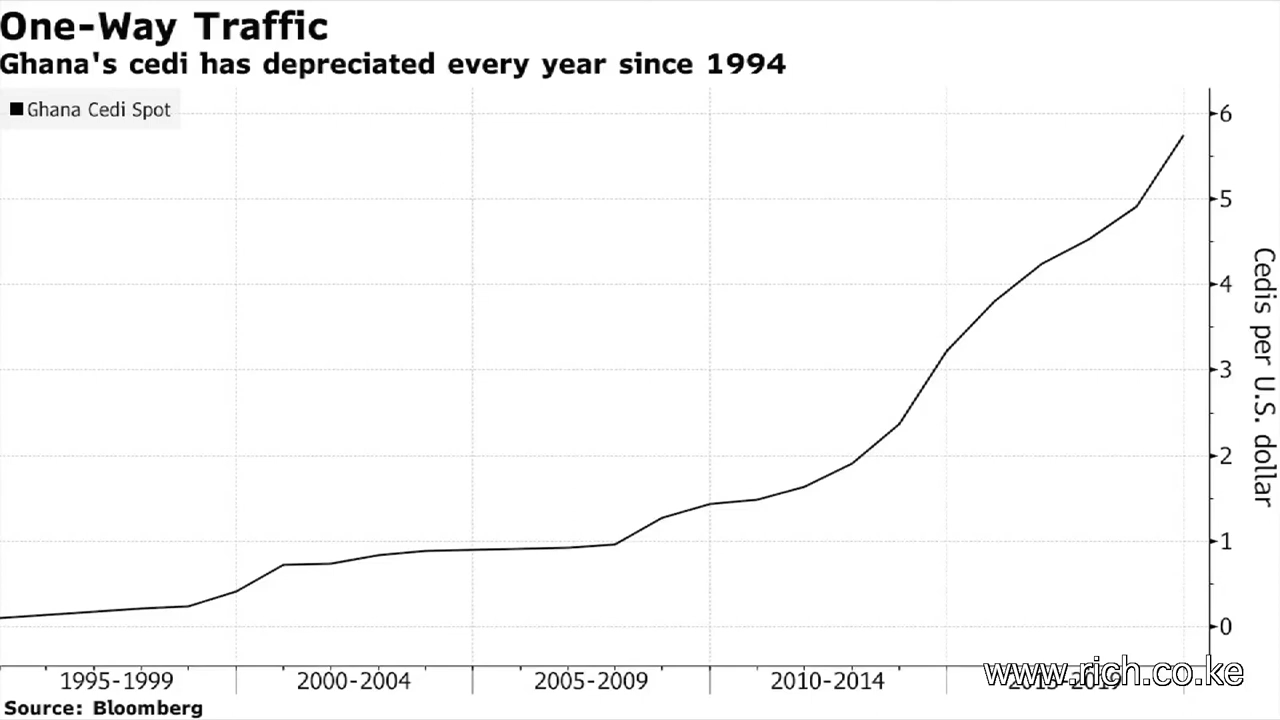 One-Way Traffic
Ghana's cedi has depreciated every year since 1994
Ghana Cedi Spot
6
5
4
3
2
1
0
Cedis per U.S. dollar
1995-1999 2000-2004 2005-2009 2010-2014
www.rich.co.ke
Source: Bloomberg